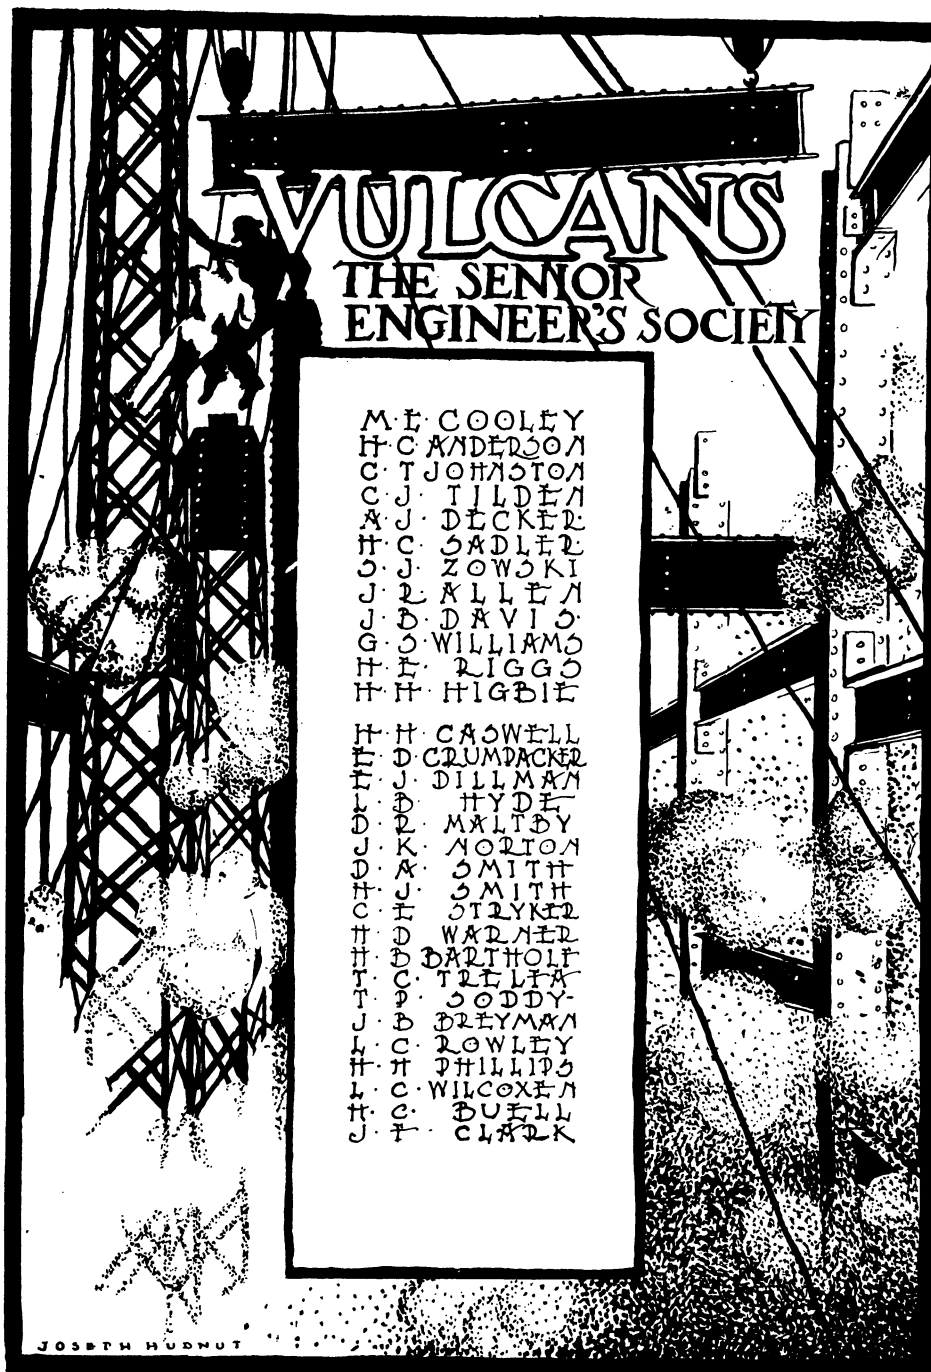 VULCANS
THE SENIOR
ENGINEER'S SOCIETY
M·E·COOLEY
H·C·ANDERSON
C·T·JOHNSTON
C·J·TILDEN
A·J·DECKER
H·C·SADLER
S·J·ZOWSKI
J·R·ALLEN
J·B·DAVIS
G·S·WILLIAMS
H·E·RIGGS
H·H·HIGBIE
H·H·CASWELL
E·D·CRUMPACKER
E·J·DILLMAN
L·B·HYDE
D·R·MALTBY
J·K·NORTON
D·A·SMITH
H·J·SMITH
C·E·STRYKER
H·D·WARNER
H·B·BARTHOLF
T·C·TRELFA
T·P·SODDY
J·B·BREYMAN
L·C·ROWLEY
H·H·PHILLIPS
L·C·WILCOXEN
H·C·BUELL
J·F·CLARK
JOSEPH HUDNUT